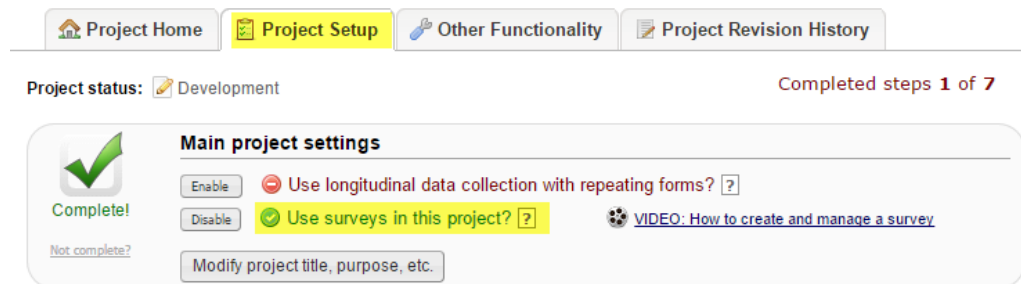 Project Home Project Setup Other Functionality Project Revision History
Project status: Development Completed steps 1 of 7
Main project settings
Enable Use longitudinal data collection with repeating forms? ?
Complete!
Disable Use surveys in this project? ? VIDEO: How to create and manage a survey
Not complete?
Modify project title, purpose, etc.